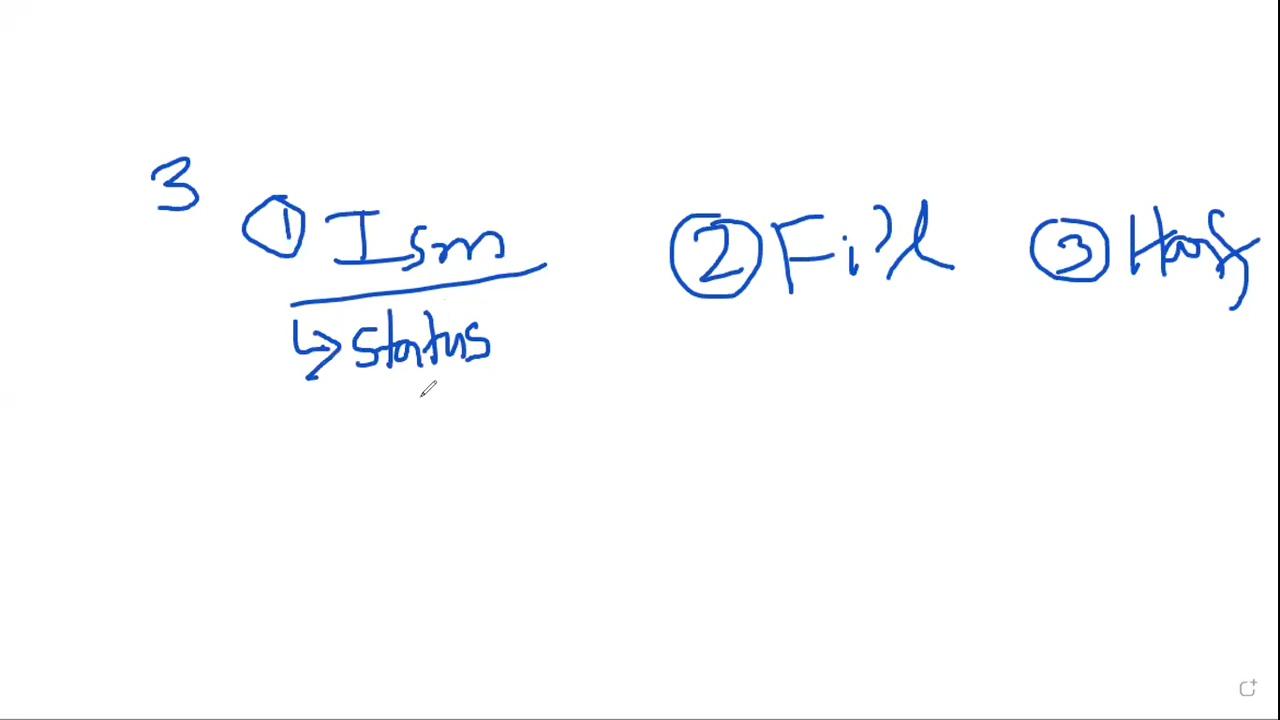 3 ① Ism ② Fi'l ③ Harf
↳ status